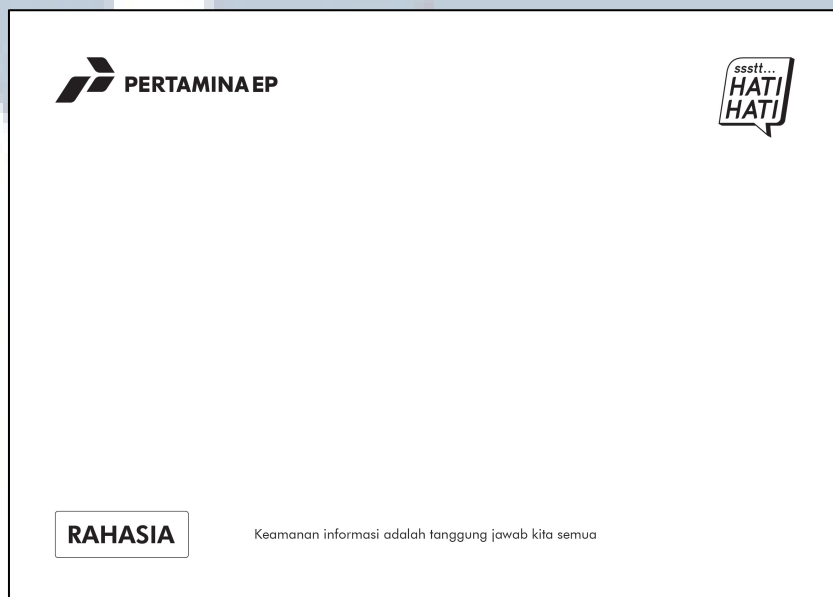 PERTAMINA EP
ssstt...
HATI
HATI
RAHASIA
Keamanan informasi adalah tanggung jawab kita semua